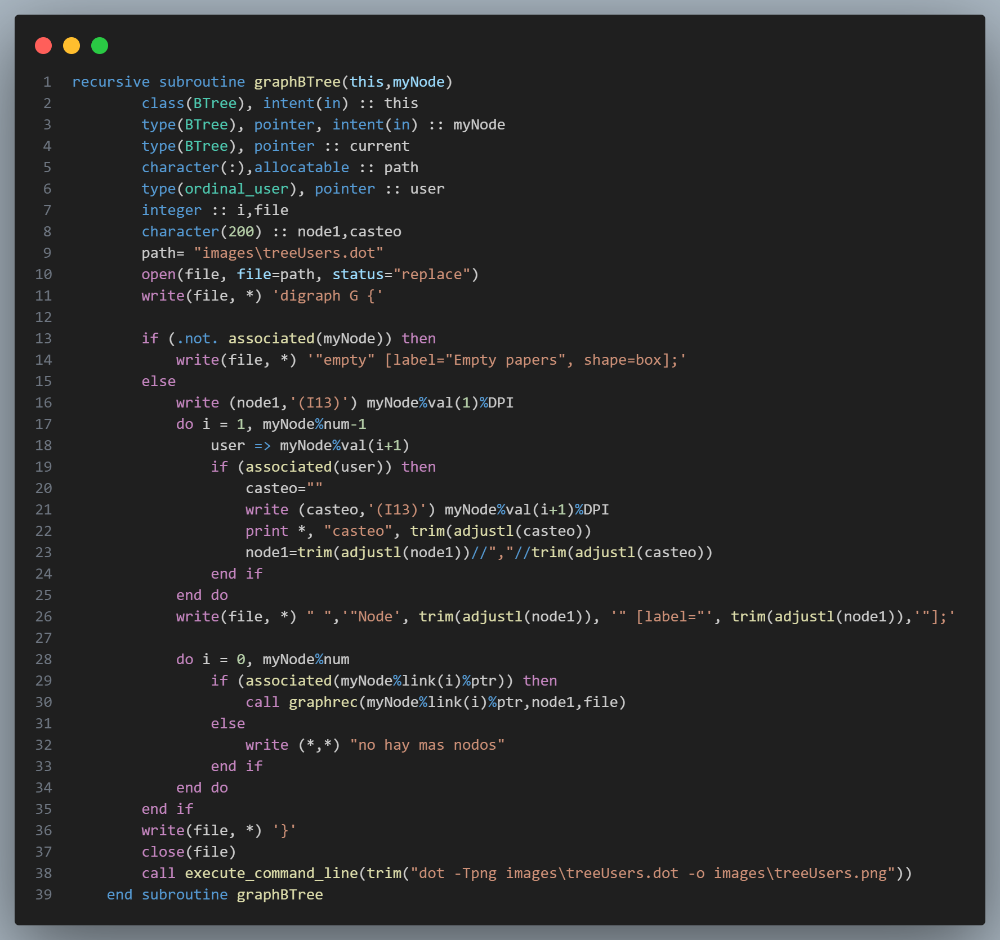 1 recursive subroutine graphBTree(this,myNode)
2         class(BTree), intent(in) :: this
3         type(BTree), pointer, intent(in) :: myNode
4         type(BTree), pointer :: current
5         character(:),allocatable :: path
6         type(ordinal_user), pointer :: user
7         integer :: i,file
8         character(200) :: node1,casteo
9         path= "images\treeUsers.dot"
10         open(file, file=path, status="replace")
11         write(file, *) 'digraph G {'
12
13         if (.not. associated(myNode)) then
14             write(file, *) '"empty" [label="Empty papers", shape=box];'
15         else
16             write (node1,'(I13)') myNode%val(1)%DPI
17             do i = 1, myNode%num-1
18                 user => myNode%val(i+1)
19                 if (associated(user)) then
20                     casteo=""
21                     write (casteo,'(I13)') myNode%val(i+1)%DPI
22                     print *, "casteo", trim(adjustl(casteo))
23                     node1=trim(adjustl(node1))//","//trim(adjustl(casteo))
24                 end if
25             end do
26             write(file, *) " ",'"Node', trim(adjustl(node1)), '" [label="', trim(adjustl(node1)),'"];'
27
28             do i = 0, myNode%num
29                 if (associated(myNode%link(i)%ptr)) then
30                     call graphrec(myNode%link(i)%ptr,node1,file)
31                 else
32                     write (*,*) "no hay mas nodos"
33                 end if
34             end do
35         end if
36         write(file, *) '}'
37         close(file)
38         call execute_command_line(trim("dot -Tpng images\treeUsers.dot -o images\treeUsers.png"))
39     end subroutine graphBTree